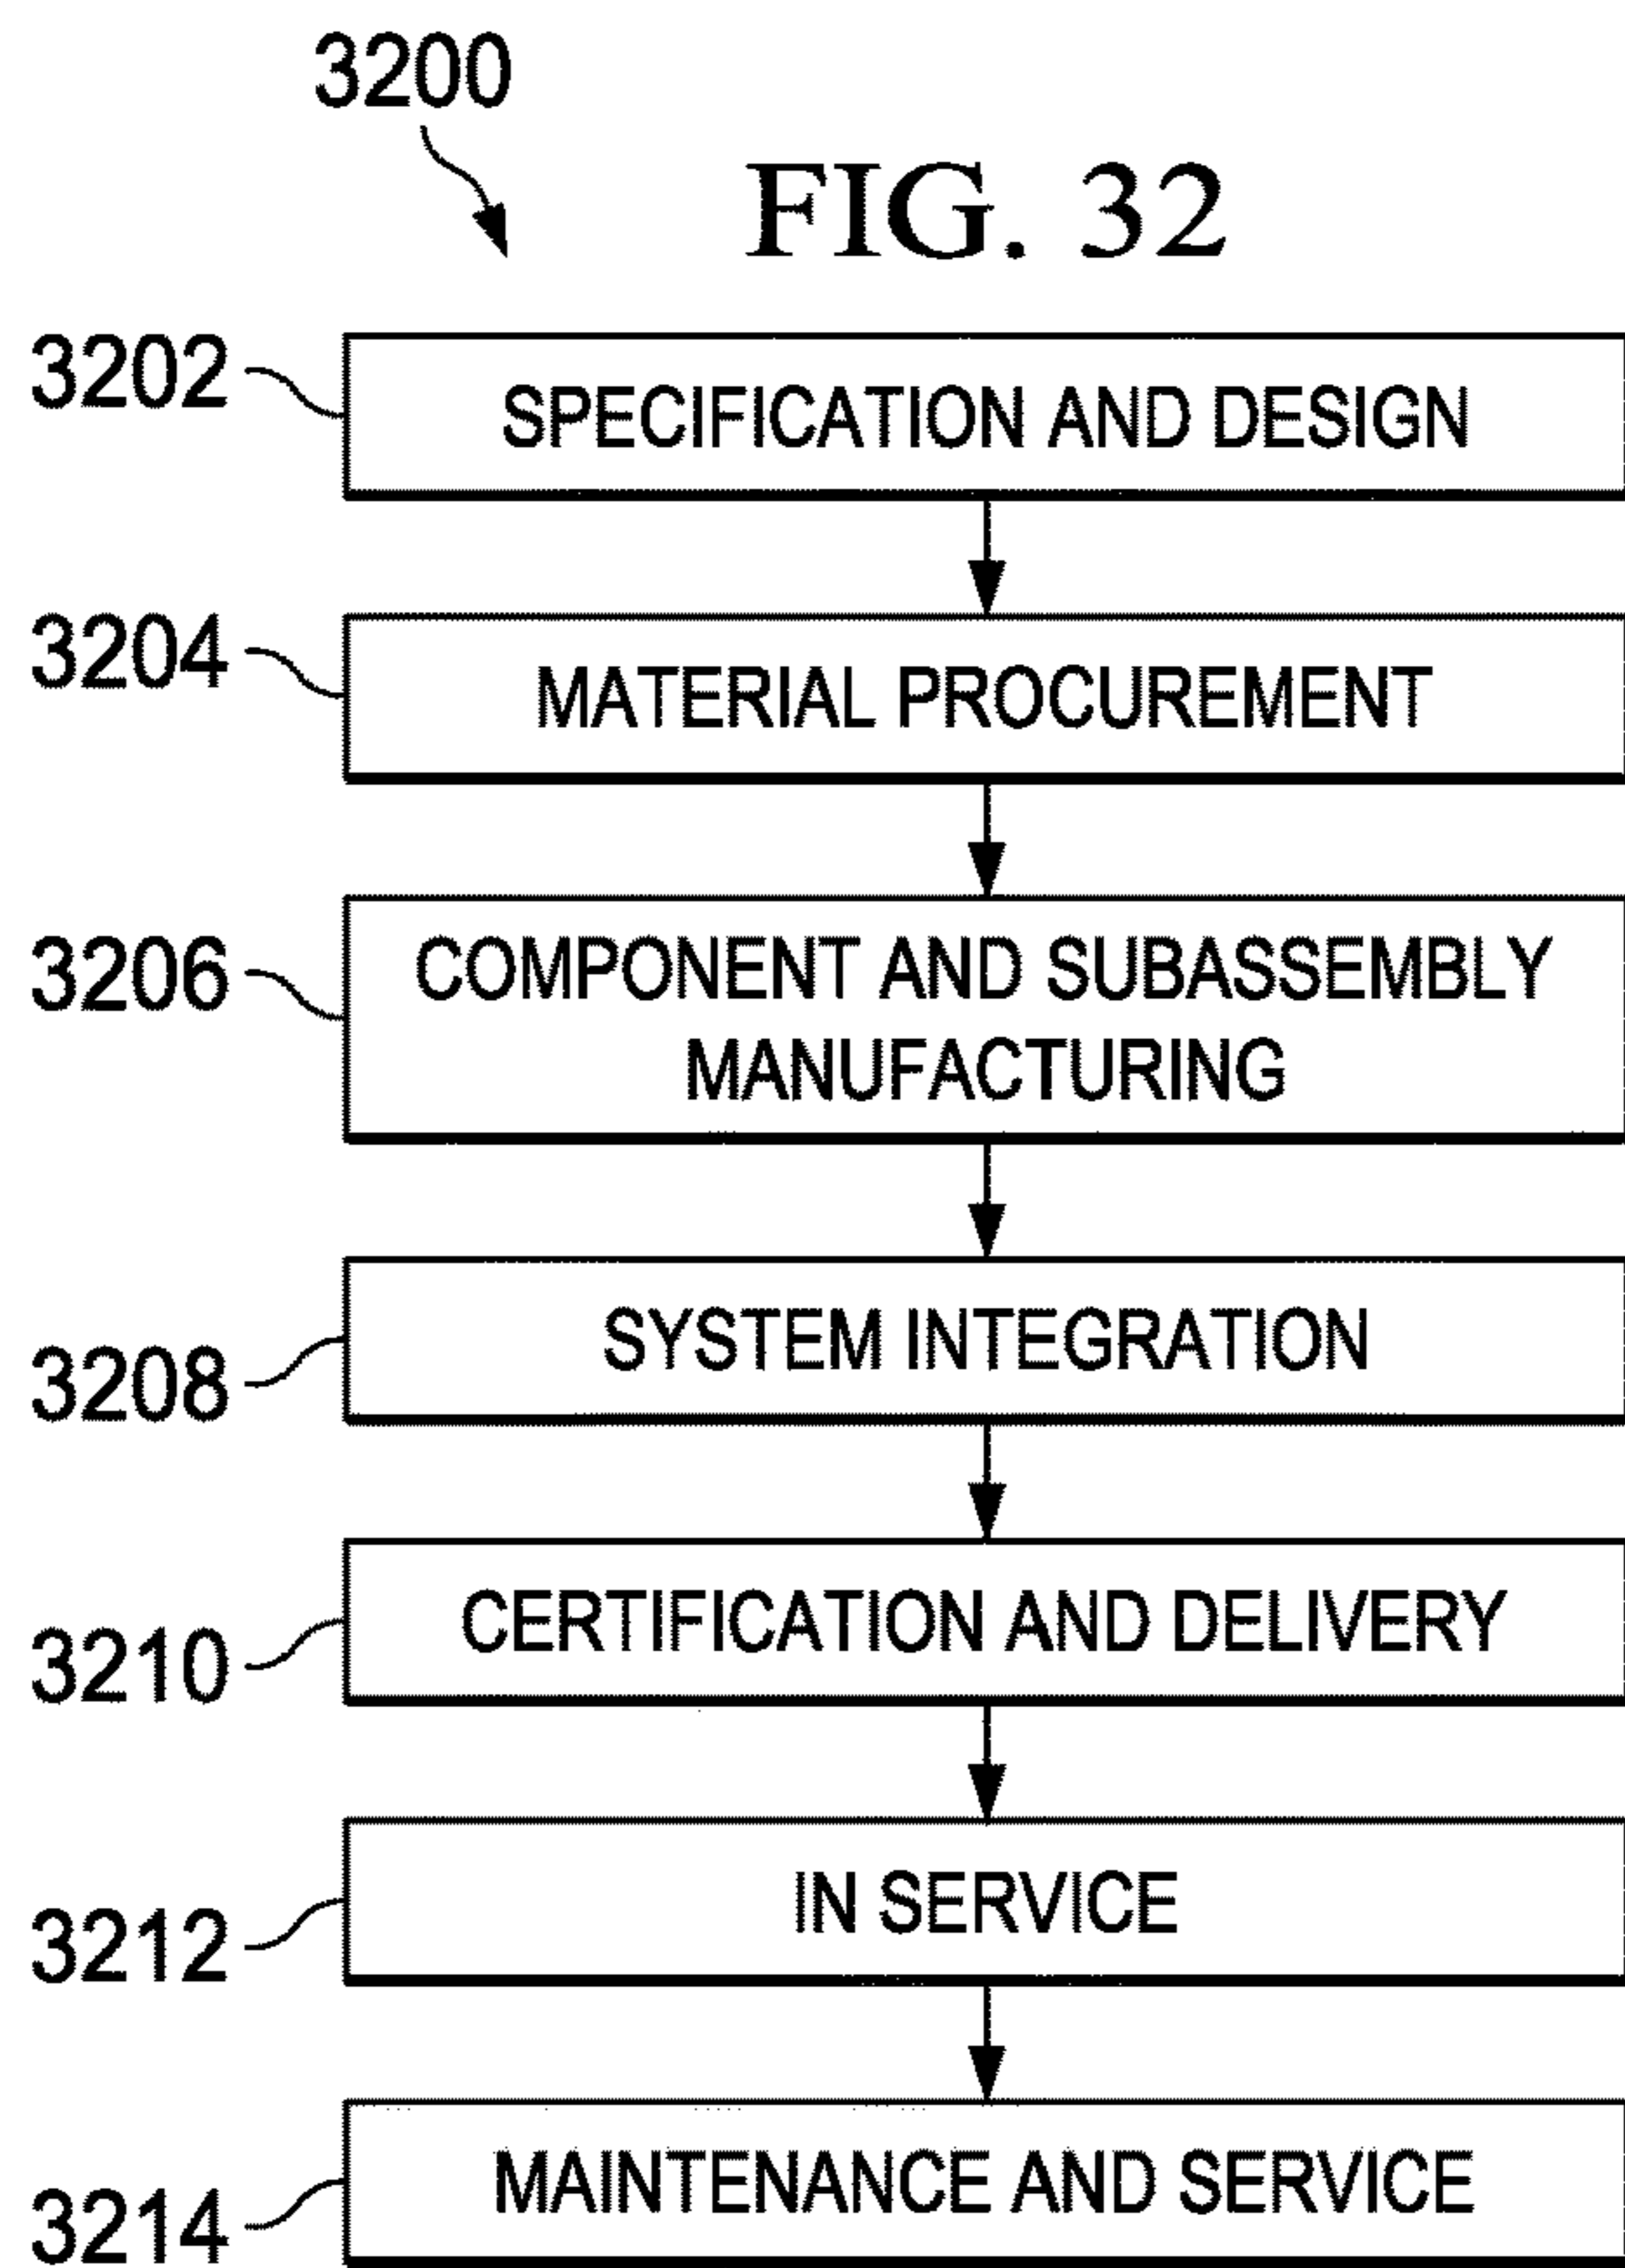 3200
FIG. 32
3202
SPECIFICATION AND DESIGN
3204
MATERIAL PROCUREMENT
3206
COMPONENT AND SUBASSEMBLY
MANUFACTURING
3208
SYSTEM INTEGRATION
3210
CERTIFICATION AND DELIVERY
3212
IN SERVICE
3214
MAINTENANCE AND SERVICE